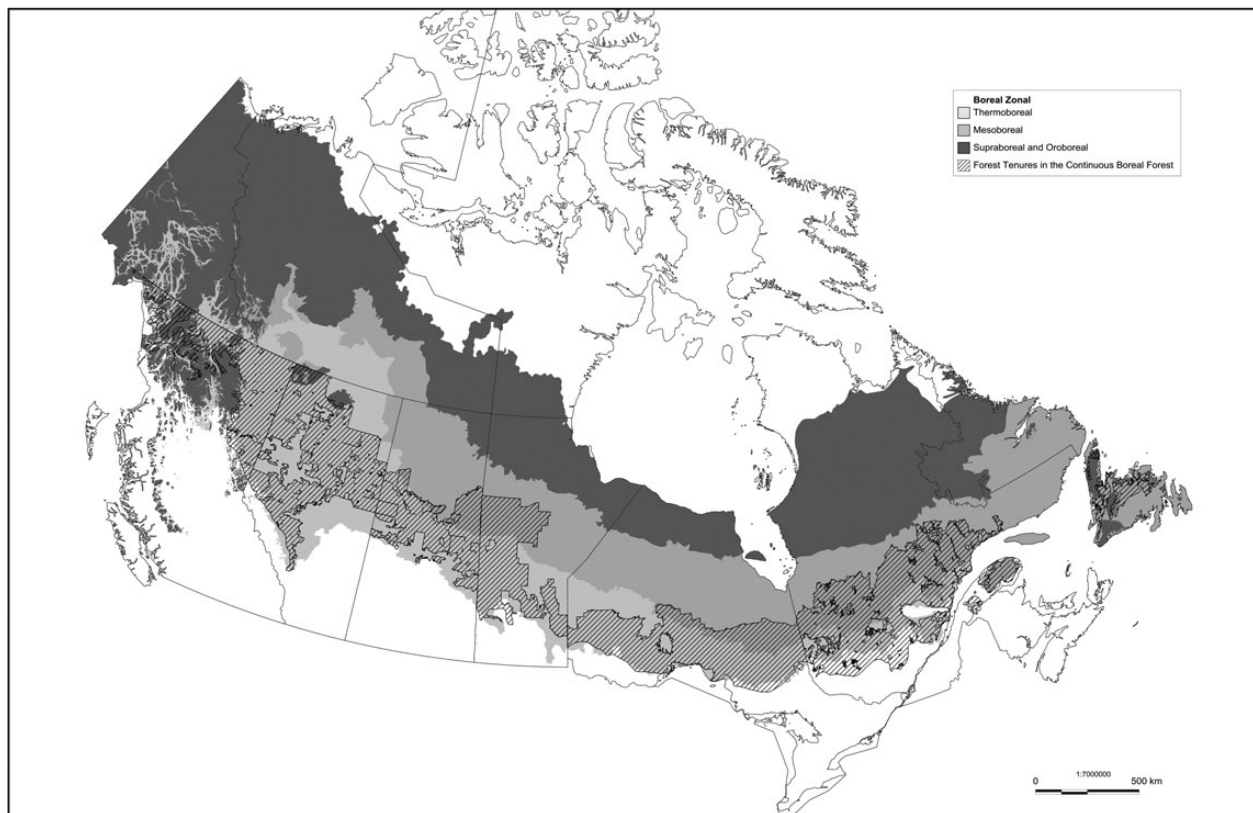 Boreal Zonal
Thermoboreal
Mesoboreal
Supraboreal and Oroboreal
Forest Tenures in the Continuous Boreal Forest
1:7000000
0 500 km